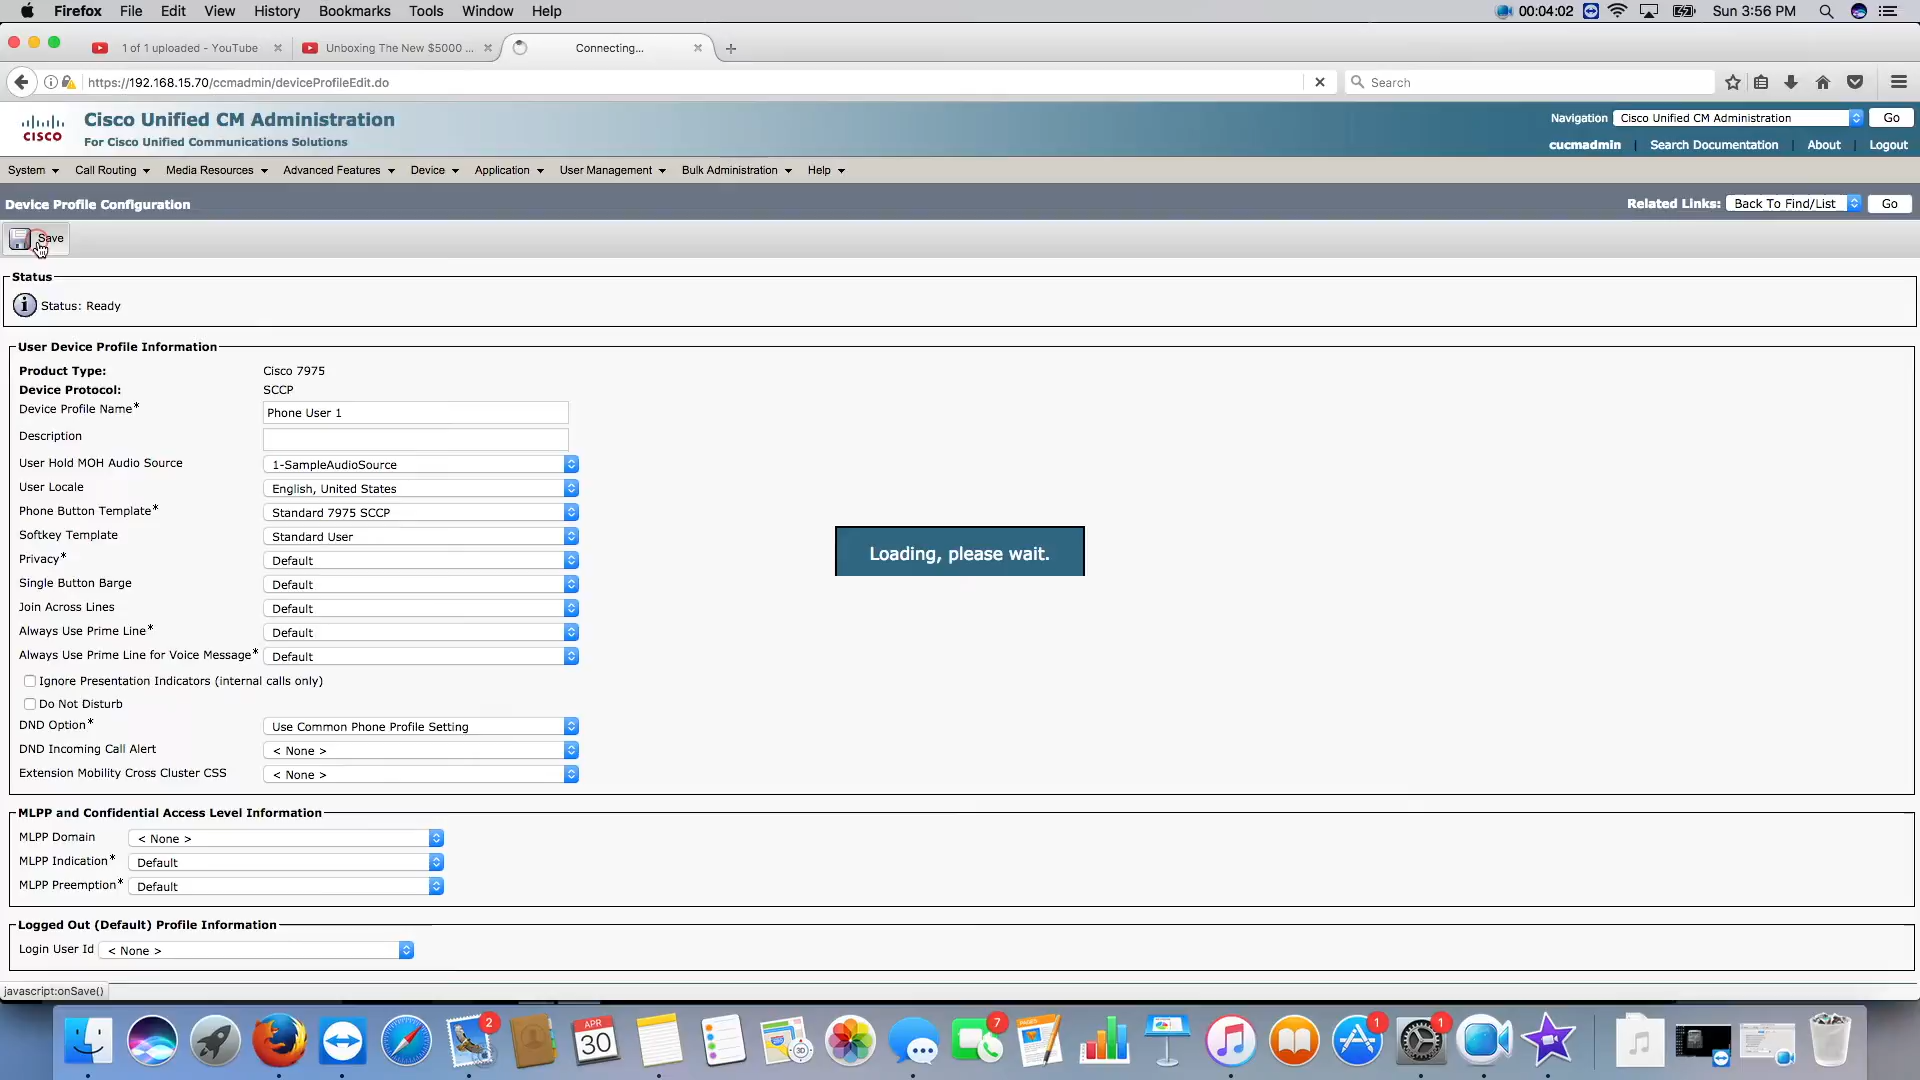 Firefox File Edit View History Bookmarks Tools Window Help 00:04:02 Sun 3:56 PM
1 of 1 uploaded - YouTube Unboxing The New $5000 ... Connecting...
https://192.168.15.70/ccmadmin/deviceProfileEdit.do Search
CISCO
Cisco Unified CM Administration
For Cisco Unified Communications Solutions
Navigation Cisco Unified CM Administration Go
cucmadmin | Search Documentation | About | Logout
System Call Routing Media Resources Advanced Features Device Application User Management Bulk Administration Help
Device Profile Configuration Related Links: Back To Find/List Go
Save
Status
Status: Ready
User Device Profile Information
Product Type: Cisco 7975
Device Protocol: SCCP
Device Profile Name* Phone User 1
Description
User Hold MOH Audio Source 1-SampleAudioSource
User Locale English, United States
Phone Button Template* Standard 7975 SCCP
Softkey Template Standard User
Privacy* Default
Single Button Barge Default
Join Across Lines Default
Always Use Prime Line* Default
Always Use Prime Line for Voice Message* Default
Ignore Presentation Indicators (internal calls only)
Do Not Disturb
DND Option* Use Common Phone Profile Setting
DND Incoming Call Alert < None >
Extension Mobility Cross Cluster CSS < None >
Loading, please wait.
MLPP and Confidential Access Level Information
MLPP Domain < None >
MLPP Indication* Default
MLPP Preemption* Default
Logged Out (Default) Profile Information
Login User Id < None >
javascript:onSave()
2 APR 30 3D 7 PAGES 1 1